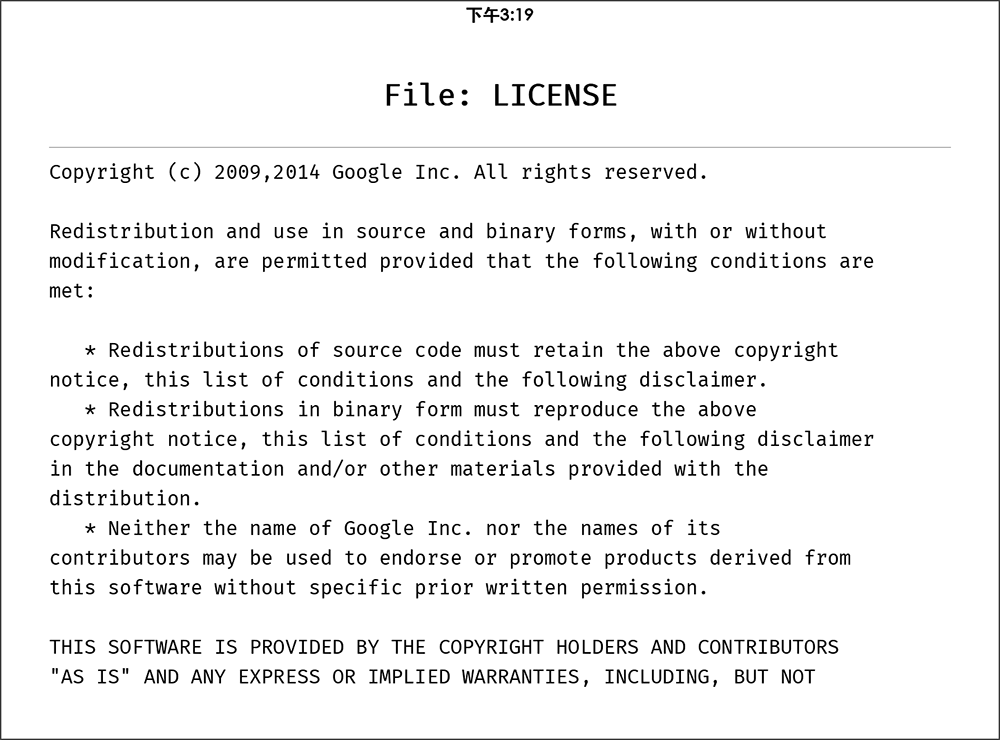 下午3:19
File: LICENSE
Copyright (c) 2009,2014 Google Inc. All rights reserved.
Redistribution and use in source and binary forms, with or without
modification, are permitted provided that the following conditions are
met:
* Redistributions of source code must retain the above copyright
notice, this list of conditions and the following disclaimer.
* Redistributions in binary form must reproduce the above
copyright notice, this list of conditions and the following disclaimer
in the documentation and/or other materials provided with the
distribution.
* Neither the name of Google Inc. nor the names of its
contributors may be used to endorse or promote products derived from
this software without specific prior written permission.
THIS SOFTWARE IS PROVIDED BY THE COPYRIGHT HOLDERS AND CONTRIBUTORS
"AS IS" AND ANY EXPRESS OR IMPLIED WARRANTIES, INCLUDING, BUT NOT